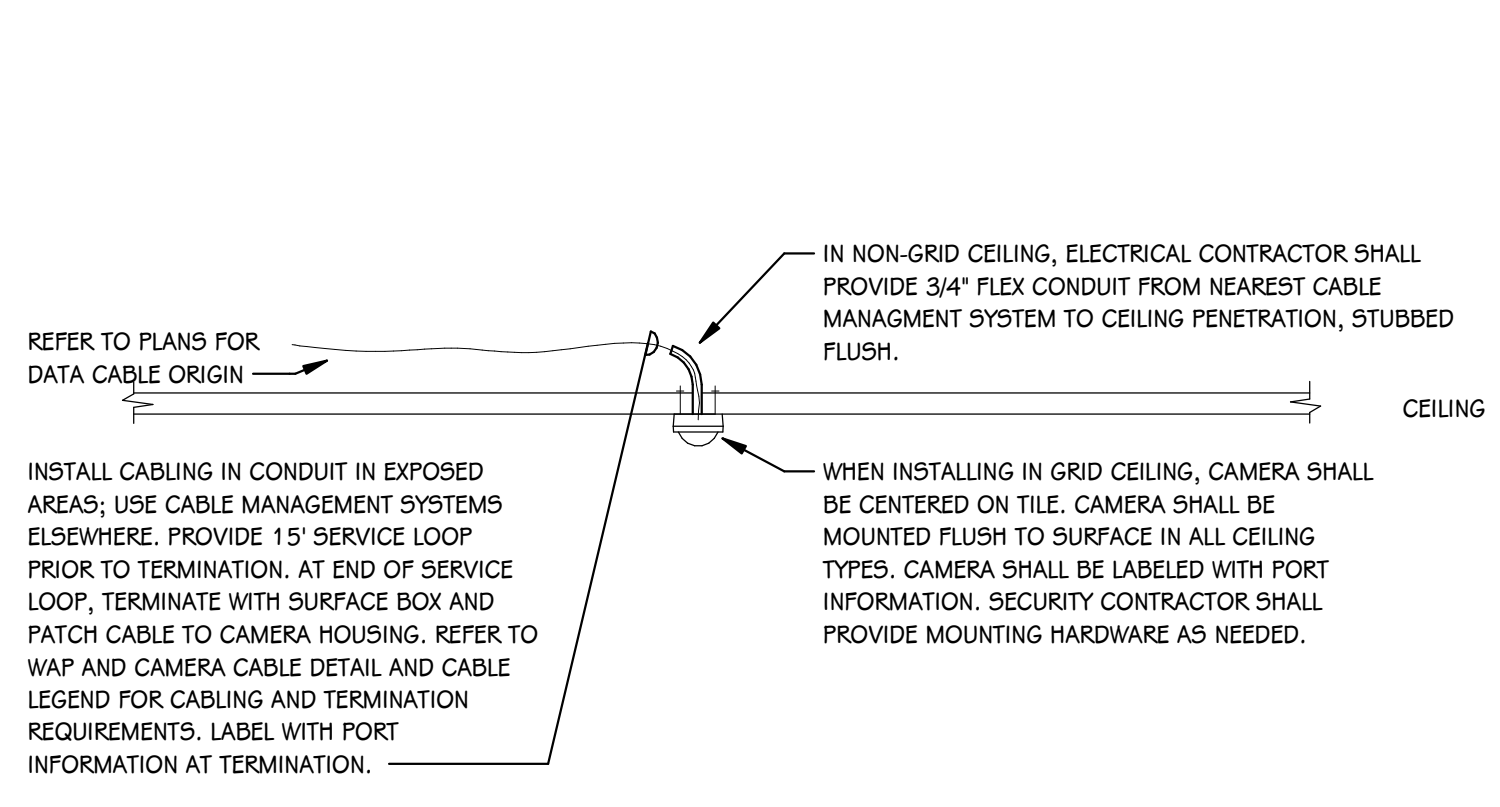 IN NON-GRID CEILING, ELECTRICAL CONTRACTOR SHALL
PROVIDE 3/4" FLEX CONDUIT FROM NEAREST CABLE
MANAGMENT SYSTEM TO CEILING PENETRATION, STUBBED
FLUSH.
REFER TO PLANS FOR
DATA CABLE ORIGIN
CEILING
INSTALL CABLING IN CONDUIT IN EXPOSED
AREAS; USE CABLE MANAGEMENT SYSTEMS
ELSEWHERE. PROVIDE 15' SERVICE LOOP
PRIOR TO TERMINATION. AT END OF SERVICE
LOOP, TERMINATE WITH SURFACE BOX AND
PATCH CABLE TO CAMERA HOUSING. REFER TO
WAP AND CAMERA CABLE DETAIL AND CABLE
LEGEND FOR CABLING AND TERMINATION
REQUIREMENTS. LABEL WITH PORT
INFORMATION AT TERMINATION.
WHEN INSTALLING IN GRID CEILING, CAMERA SHALL
BE CENTERED ON TILE. CAMERA SHALL BE
MOUNTED FLUSH TO SURFACE IN ALL CEILING
TYPES. CAMERA SHALL BE LABELED WITH PORT
INFORMATION. SECURITY CONTRACTOR SHALL
PROVIDE MOUNTING HARDWARE AS NEEDED.